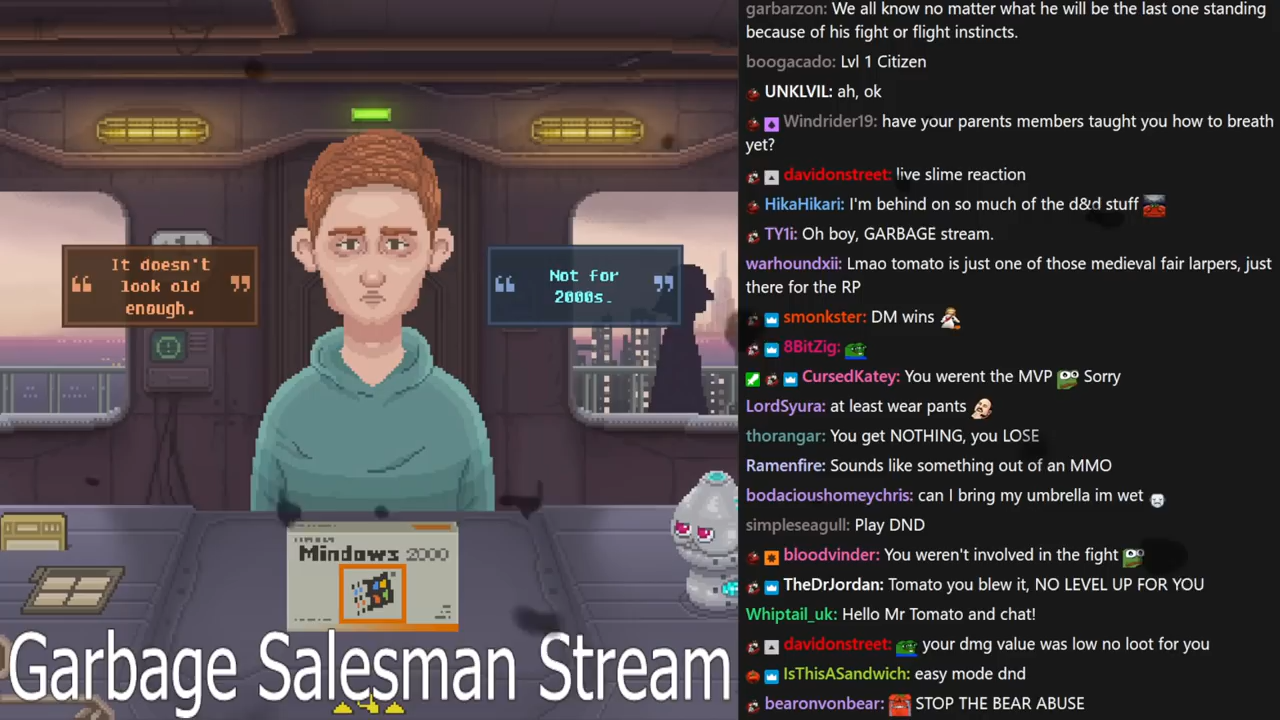 “ It doesn't look old enough. ”
“ Not for 2000s. ”
Mindows 2000
Garbage Salesman Stream
garbarzon: We all know no matter what he will be the last one standing
because of his fight or flight instincts.
boogacado: Lvl 1 Citizen
UNKLVIL: ah, ok
Windrider19: have your parents members taught you how to breath
yet?
davidonstreet: live slime reaction
HikaHikari: I'm behind on so much of the d&d stuff
TY1i: Oh boy, GARBAGE stream.
warhoundxii: Lmao tomato is just one of those medieval fair larpers, just
there for the RP
smonkster: DM wins
8BitZig:
CursedKatey: You werent the MVP Sorry
LordSyura: at least wear pants
thorangar: You get NOTHING, you LOSE
Ramenfire: Sounds like something out of an MMO
bodacioushomeychris: can I bring my umbrella im wet
simpleseagull: Play DND
bloodvinder: You weren't involved in the fight
TheDrJordan: Tomato you blew it, NO LEVEL UP FOR YOU
Whiptail_uk: Hello Mr Tomato and chat!
davidonstreet: your dmg value was low no loot for you
IsThisASandwich: easy mode dnd
bearonvonbear: STOP THE BEAR ABUSE